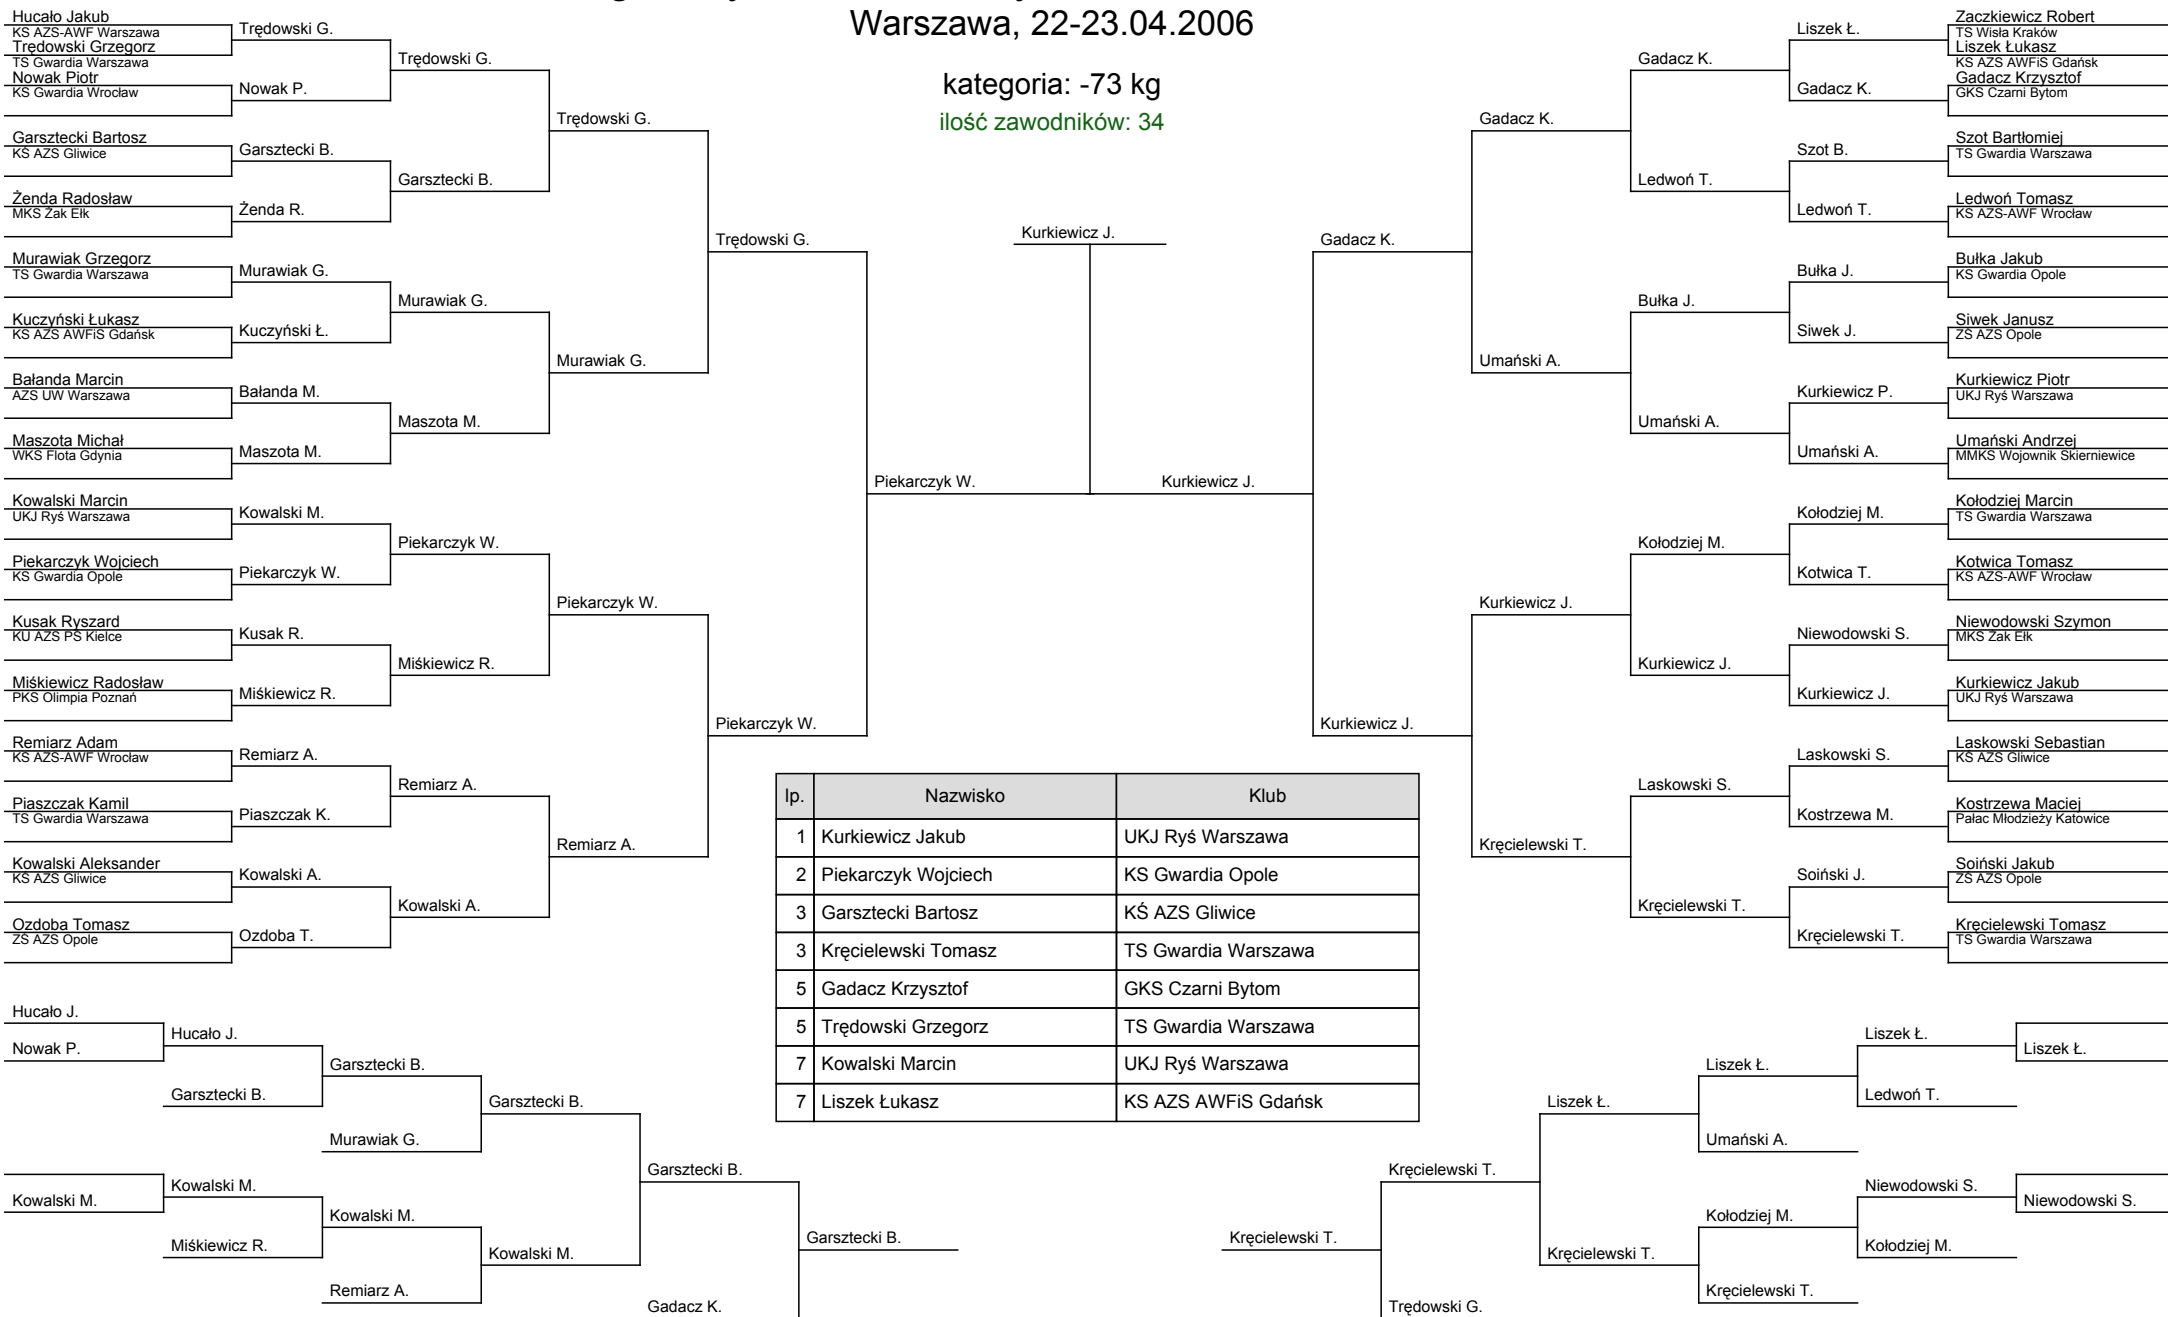 Warszawa, 22-23.04.2006
kategoria: -73 kg
ilość zawodników: 34
Hucało Jakub
KS AZS-AWF Warszawa
Trędowski Grzegorz
TS Gwardia Warszawa
Nowak Piotr
KS Gwardia Wrocław
Garsztecki Bartosz
KŚ AZS Gliwice
Żenda Radosław
MKS Żak Ełk
Murawiak Grzegorz
TS Gwardia Warszawa
Kuczyński Łukasz
KS AZS AWFiS Gdańsk
Bałanda Marcin
AZS UW Warszawa
Maszota Michał
WKS Flota Gdynia
Kowalski Marcin
UKJ Ryś Warszawa
Piekarczyk Wojciech
KS Gwardia Opole
Kusak Ryszard
KU AZS PŚ Kielce
Miśkiewicz Radosław
PKS Olimpia Poznań
Remiarz Adam
KS AZS-AWF Wrocław
Piaszczak Kamil
TS Gwardia Warszawa
Kowalski Aleksander
KŚ AZS Gliwice
Ozdoba Tomasz
ZŚ AZS Opole
Trędowski G.
Nowak P.
Garsztecki B.
Żenda R.
Murawiak G.
Kuczyński Ł.
Bałanda M.
Maszota M.
Kowalski M.
Piekarczyk W.
Kusak R.
Miśkiewicz R.
Remiarz A.
Piaszczak K.
Kowalski A.
Ozdoba T.
Trędowski G.
Garsztecki B.
Murawiak G.
Maszota M.
Piekarczyk W.
Miśkiewicz R.
Remiarz A.
Kowalski A.
Trędowski G.
Murawiak G.
Piekarczyk W.
Remiarz A.
Trędowski G.
Piekarczyk W.
Piekarczyk W.
Kurkiewicz J.
Kurkiewicz J.
Gadacz K.
Kurkiewicz J.
Gadacz K.
Umański A.
Kurkiewicz J.
Kręcielewski T.
Gadacz K.
Ledwoń T.
Bułka J.
Umański A.
Kołodziej M.
Kurkiewicz J.
Laskowski S.
Kręcielewski T.
Liszek Ł.
Gadacz K.
Szot B.
Ledwoń T.
Bułka J.
Siwek J.
Kurkiewicz P.
Umański A.
Kołodziej M.
Kotwica T.
Niewodowski S.
Kurkiewicz J.
Laskowski S.
Kostrzewa M.
Soiński J.
Kręcielewski T.
Zaczkiewicz Robert
TS Wisła Kraków
Liszek Łukasz
KS AZS AWFiS Gdańsk
Gadacz Krzysztof
GKS Czarni Bytom
Szot Bartłomiej
TS Gwardia Warszawa
Ledwoń Tomasz
KS AZS-AWF Wrocław
Bułka Jakub
KS Gwardia Opole
Siwek Janusz
ZŚ AZS Opole
Kurkiewicz Piotr
UKJ Ryś Warszawa
Umański Andrzej
MMKS Wojownik Skierniewice
Kołodziej Marcin
TS Gwardia Warszawa
Kotwica Tomasz
KS AZS-AWF Wrocław
Niewodowski Szymon
MKS Żak Ełk
Kurkiewicz Jakub
UKJ Ryś Warszawa
Laskowski Sebastian
KŚ AZS Gliwice
Kostrzewa Maciej
Pałac Młodzieży Katowice
Soiński Jakub
ZŚ AZS Opole
Kręcielewski Tomasz
TS Gwardia Warszawa
lp. Nazwisko Klub
1 Kurkiewicz Jakub UKJ Ryś Warszawa
2 Piekarczyk Wojciech KS Gwardia Opole
3 Garsztecki Bartosz KŚ AZS Gliwice
3 Kręcielewski Tomasz TS Gwardia Warszawa
5 Gadacz Krzysztof GKS Czarni Bytom
5 Trędowski Grzegorz TS Gwardia Warszawa
7 Kowalski Marcin UKJ Ryś Warszawa
7 Liszek Łukasz KS AZS AWFiS Gdańsk
Hucało J.
Nowak P.
Kowalski M.
Hucało J.
Garsztecki B.
Kowalski M.
Miśkiewicz R.
Garsztecki B.
Murawiak G.
Kowalski M.
Remiarz A.
Garsztecki B.
Kowalski M.
Garsztecki B.
Gadacz K.
Garsztecki B.
Kręcielewski T.
Kręcielewski T.
Trędowski G.
Liszek Ł.
Kręcielewski T.
Liszek Ł.
Umański A.
Kołodziej M.
Kręcielewski T.
Liszek Ł.
Ledwoń T.
Niewodowski S.
Kołodziej M.
Liszek Ł.
Niewodowski S.